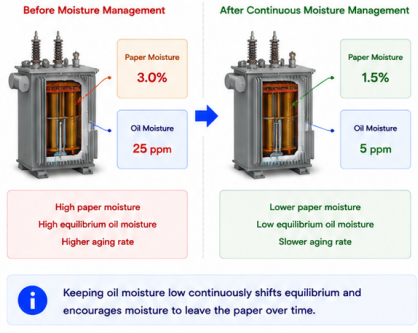 Before Moisture Management
Paper Moisture
3.0%
Oil Moisture
25 ppm
High paper moisture
High equilibrium oil moisture
Higher aging rate
After Continuous Moisture Management
Paper Moisture
1.5%
Oil Moisture
5 ppm
Lower paper moisture
Low equilibrium oil moisture
Slower aging rate
i
Keeping oil moisture low continuously shifts equilibrium and
encourages moisture to leave the paper over time.